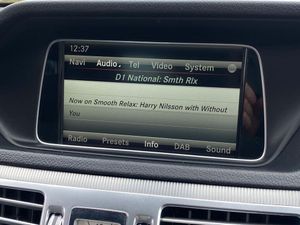 12:37
Navi Audio Tel Video System
D1 National: Smth Rlx
Now on Smooth Relax: Harry Nilsson with Without
You
Radio Presets Info DAB Sound